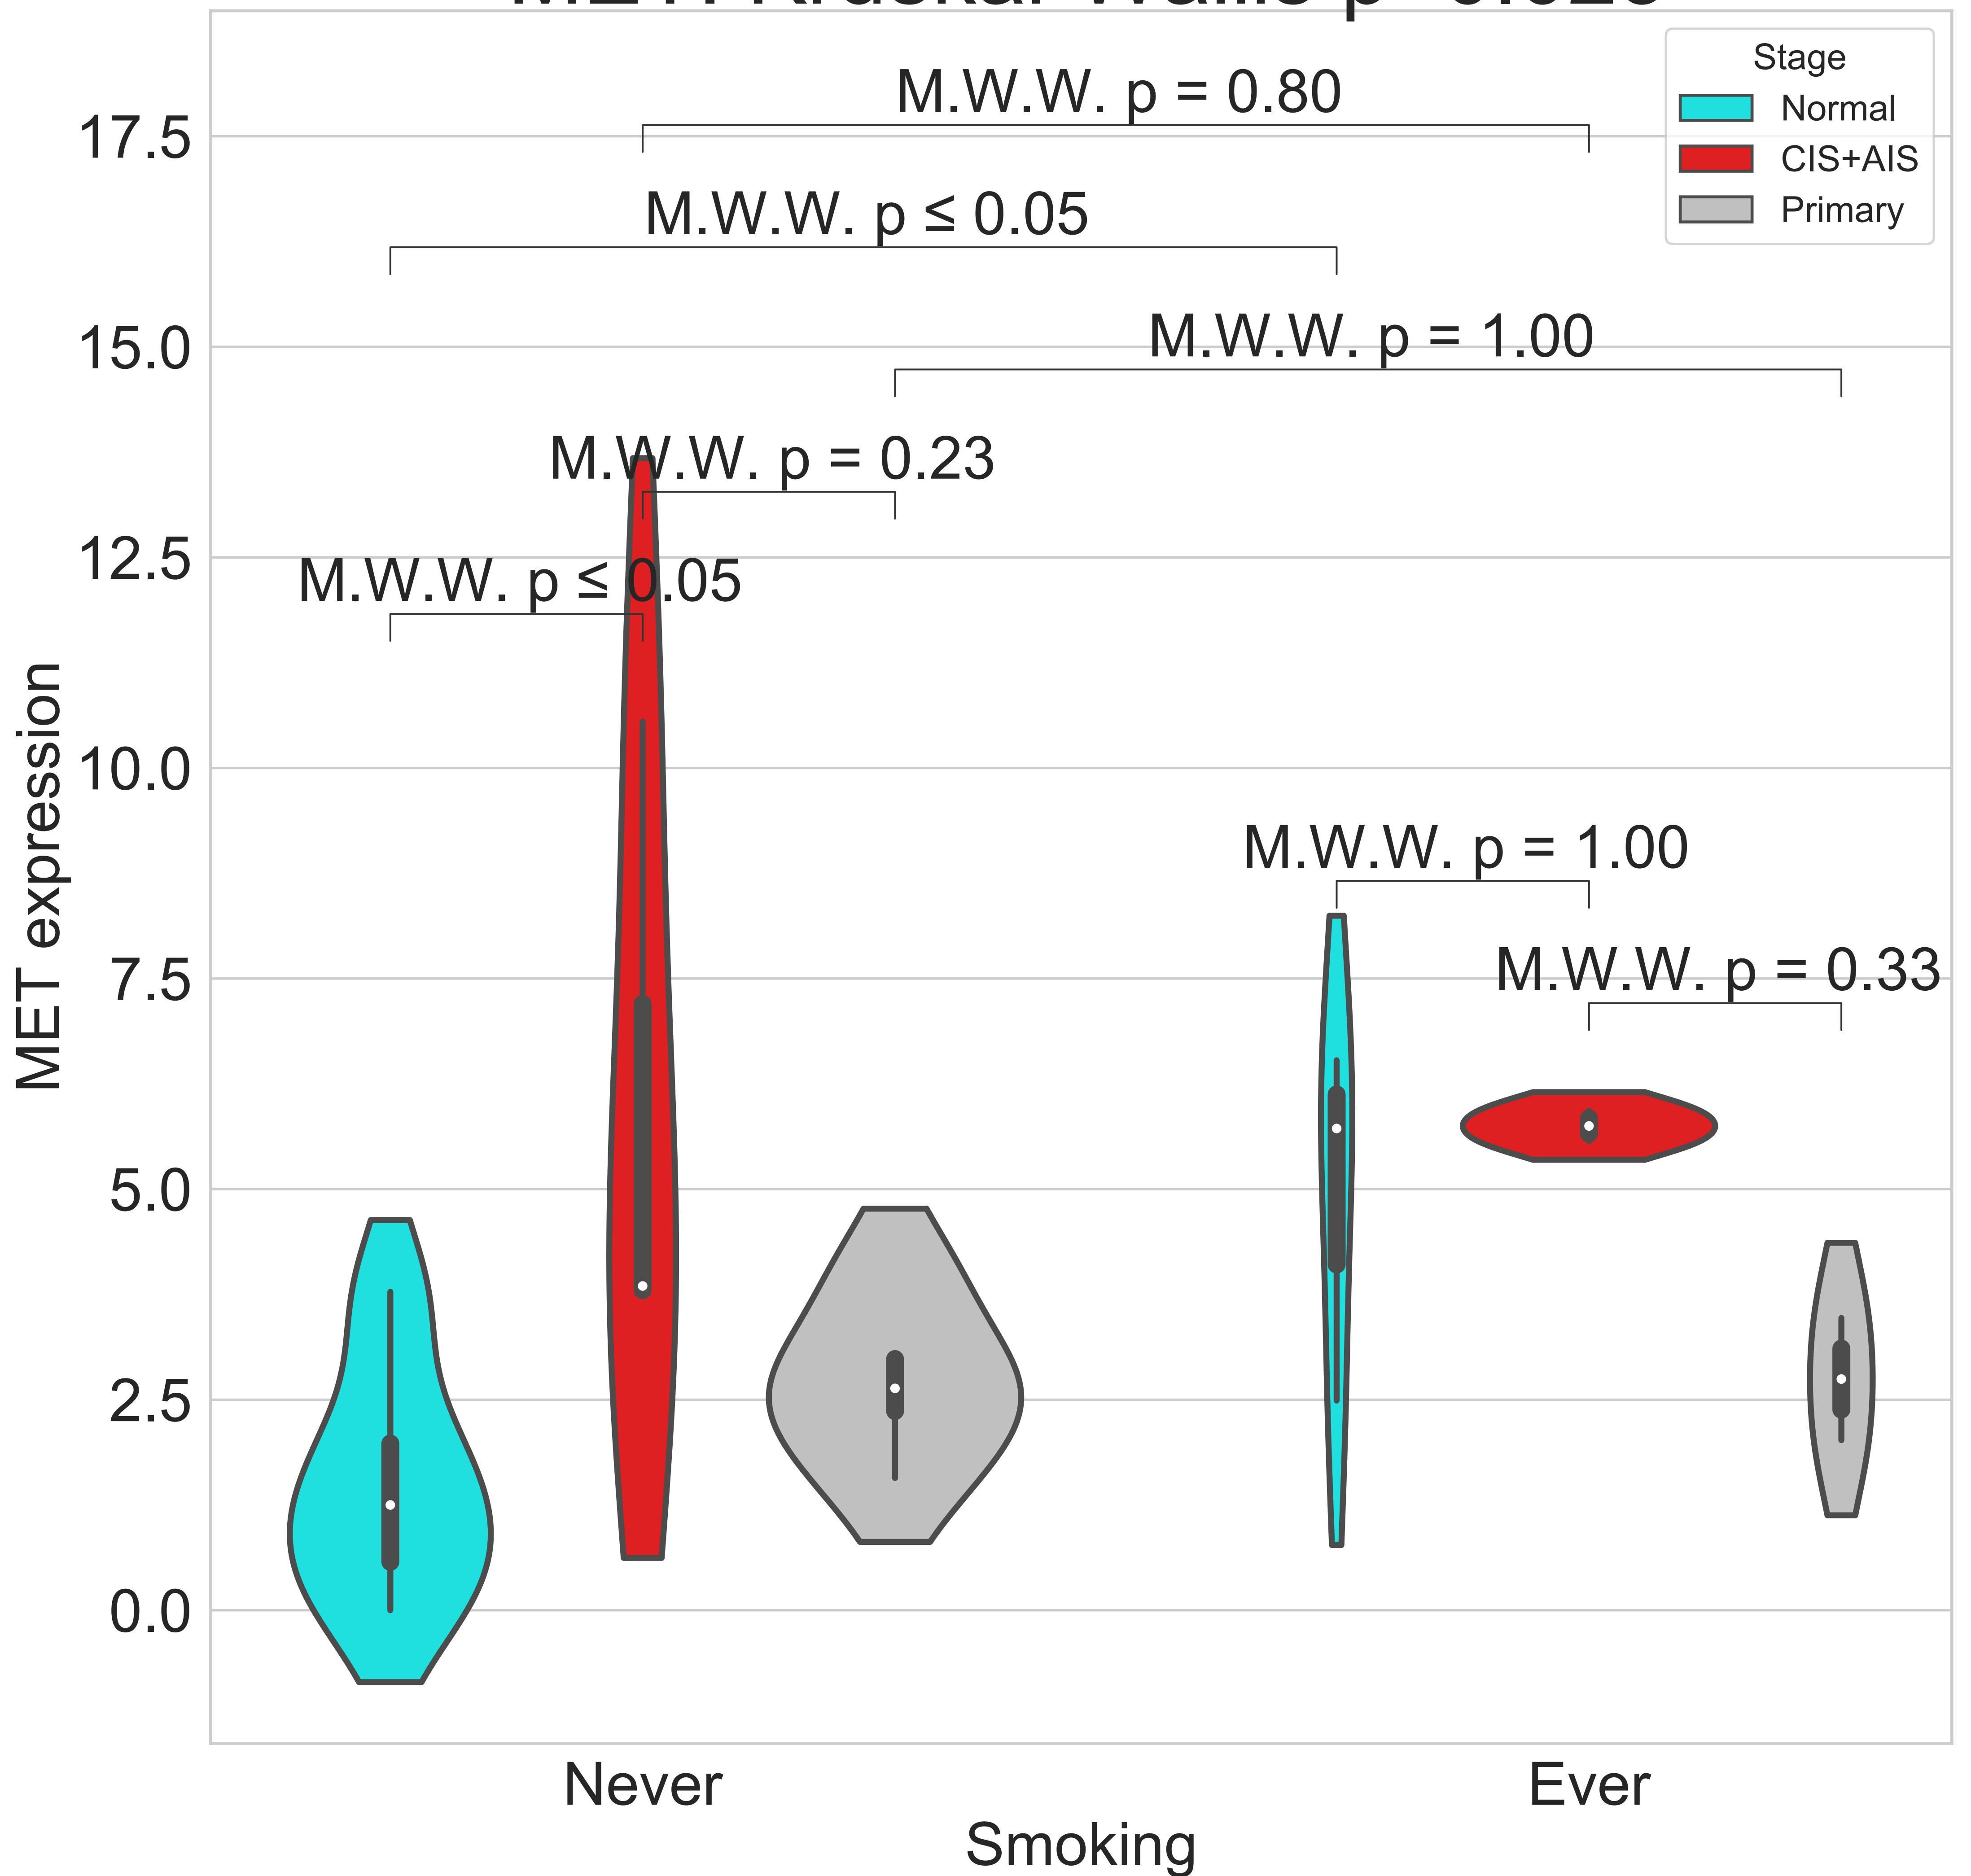 Stage
Normal
CIS+AIS
Primary
M.W.W. p = 0.80
M.W.W. p ≤ 0.05
M.W.W. p = 1.00
M.W.W. p = 0.23
M.W.W. p ≤ 0.05
M.W.W. p = 1.00
M.W.W. p = 0.33
17.5
15.0
12.5
10.0
7.5
5.0
2.5
0.0
MET expression
Never
Ever
Smoking